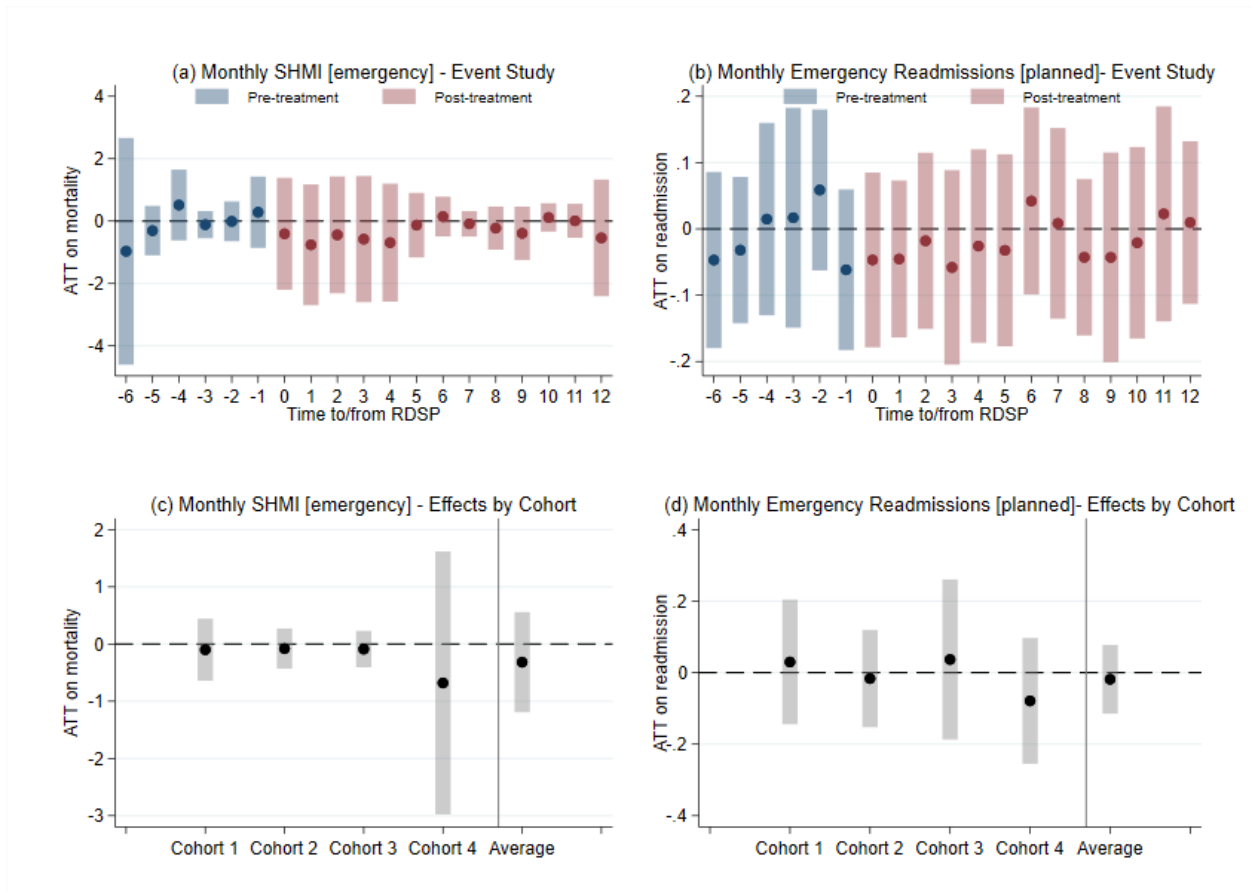 (a) Monthly SHMI [emergency] - Event Study
Pre-treatment Post-treatment
ATT on mortality
4
2
0
-2
-4
-6 -5 -4 -3 -2 -1 0 1 2 3 4 5 6 7 8 9 10 11 12
Time to/from RDSP
(b) Monthly Emergency Readmissions [planned]- Event Study
Pre-treatment Post-treatment
ATT on readmission
.2
.1
0
-.1
-.2
-6 -5 -4 -3 -2 -1 0 1 2 3 4 5 6 7 8 9 10 11 12
Time to/from RDSP
(c) Monthly SHMI [emergency] - Effects by Cohort
ATT on mortality
2
1
0
-1
-2
-3
Cohort 1 Cohort 2 Cohort 3 Cohort 4 Average
(d) Monthly Emergency Readmissions [planned]- Effects by Cohort
ATT on readmission
.4
.2
0
-.2
-.4
Cohort 1 Cohort 2 Cohort 3 Cohort 4 Average